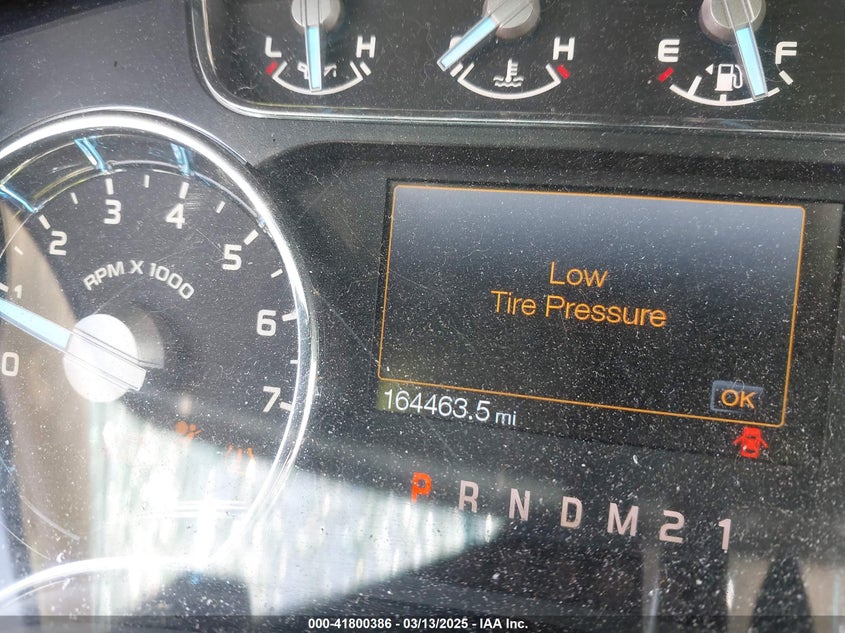 L H
H
E F
1 2 3 4 5 6 7
0
RPM X 1000
Low
Tire Pressure
OK
164463.5 mi
P R N D M 2 1
000-41800386 - 03/13/2025 - IAA Inc.